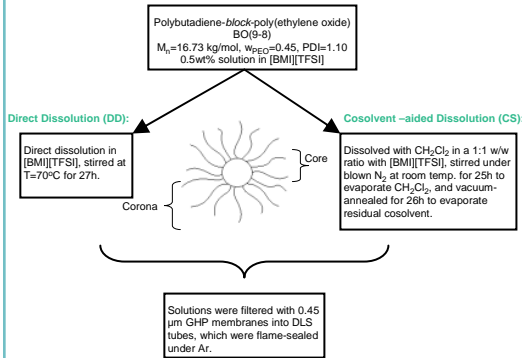 Polybutadiene-block-poly(ethylene oxide)
BO(9-8)
Mn=16.73 kg/mol, wPEO=0.45, PDI=1.10
0.5wt% solution in [BMI][TFSI]
Direct Dissolution (DD):
Cosolvent –aided Dissolution (CS)
Direct dissolution in
[BMI][TFSI], stirred at
T=70ºC for 27h.
Core
Corona
Dissolved with CH2Cl2 in a 1:1 w/w
ratio with [BMI][TFSI], stirred under
blown N2 at room temp. for 25h to
evaporate CH2Cl2, and vacuum-
annealed for 26h to evaporate
residual cosolvent.
Solutions were filtered with 0.45
µm GHP membranes into DLS
tubes, which were flame-sealed
under Ar.